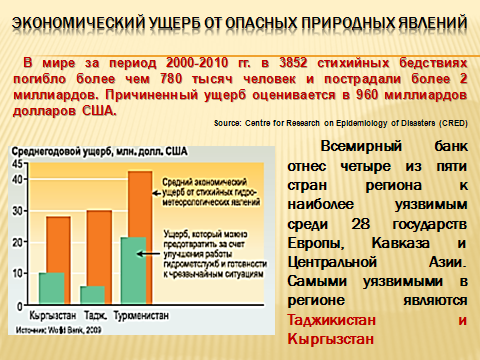 ЭКОНОМИЧЕСКИЙ УЩЕРБ ОТ ОПАСНЫХ ПРИРОДНЫХ ЯВЛЕНИЙ
В мире за период 2000-2010 гг. в 3852 стихийных бедствиях
погибло более чем 780 тысяч человек и пострадали более 2
миллиардов. Причиненный ущерб оценивается в 960 миллиардов
долларов США.
Source: Centre for Research on Epidemiology of Disasters (CRED)
Среднегодовой ущерб, млн. долл. США
45
40
30
20
10
0
Средний экономический
ущерб от стихийных гидро-
метеорологических явлений
Ущерб, который можно
предотвратить за счет
улучшения работы
гидрометслужб и готовности
к чрезвычайным ситуациям
Кыргызстан Тадж. Туркменистан
Источник: World Bank, 2009
Всемирный банк
отнес четыре из пяти
стран региона к
наиболее уязвимым
среди 28 государств
Европы, Кавказа и
Центральной Азии.
Самыми уязвимыми в
регионе являются
Таджикистан и
Кыргызстан